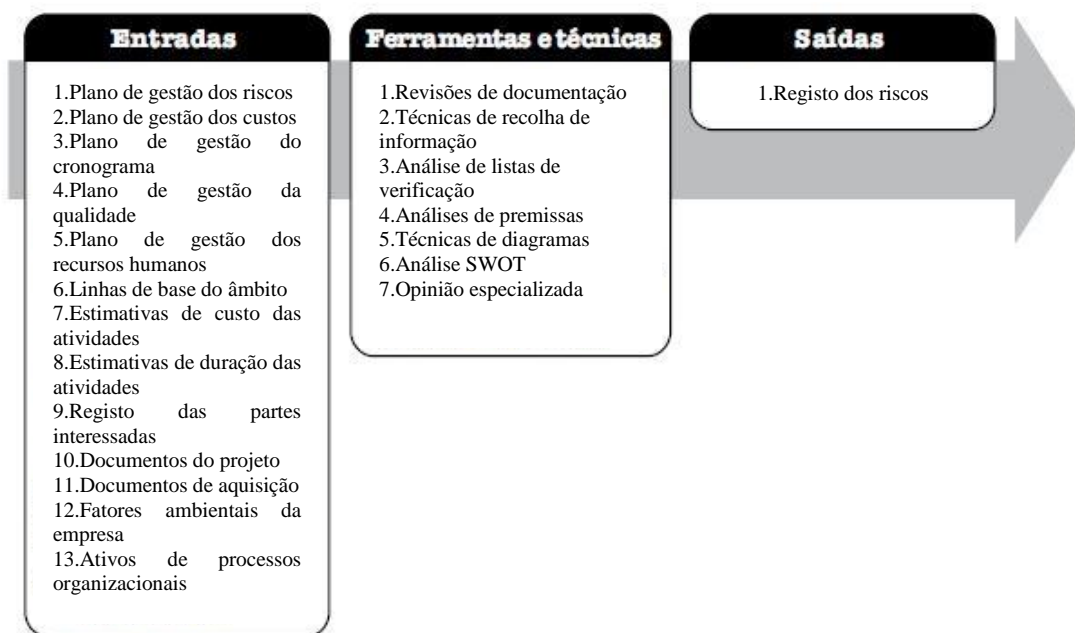 Entradas
1.Plano de gestão dos riscos
2.Plano de gestão dos custos
3.Plano de gestão do
cronograma
4.Plano de gestão da
qualidade
5.Plano de gestão dos
recursos humanos
6.Linhas de base do âmbito
7.Estimativas de custo das
atividades
8.Estimativas de duração das
atividades
9.Registo das partes
interessadas
10.Documentos do projeto
11.Documentos de aquisição
12.Fatores ambientais da
empresa
13.Ativos de processos
organizacionais
Ferramentas e técnicas
1.Revisões de documentação
2.Técnicas de recolha de
informação
3.Análise de listas de
verificação
4.Análises de premissas
5.Técnicas de diagramas
6.Análise SWOT
7.Opinião especializada
Saídas
1.Registo dos riscos